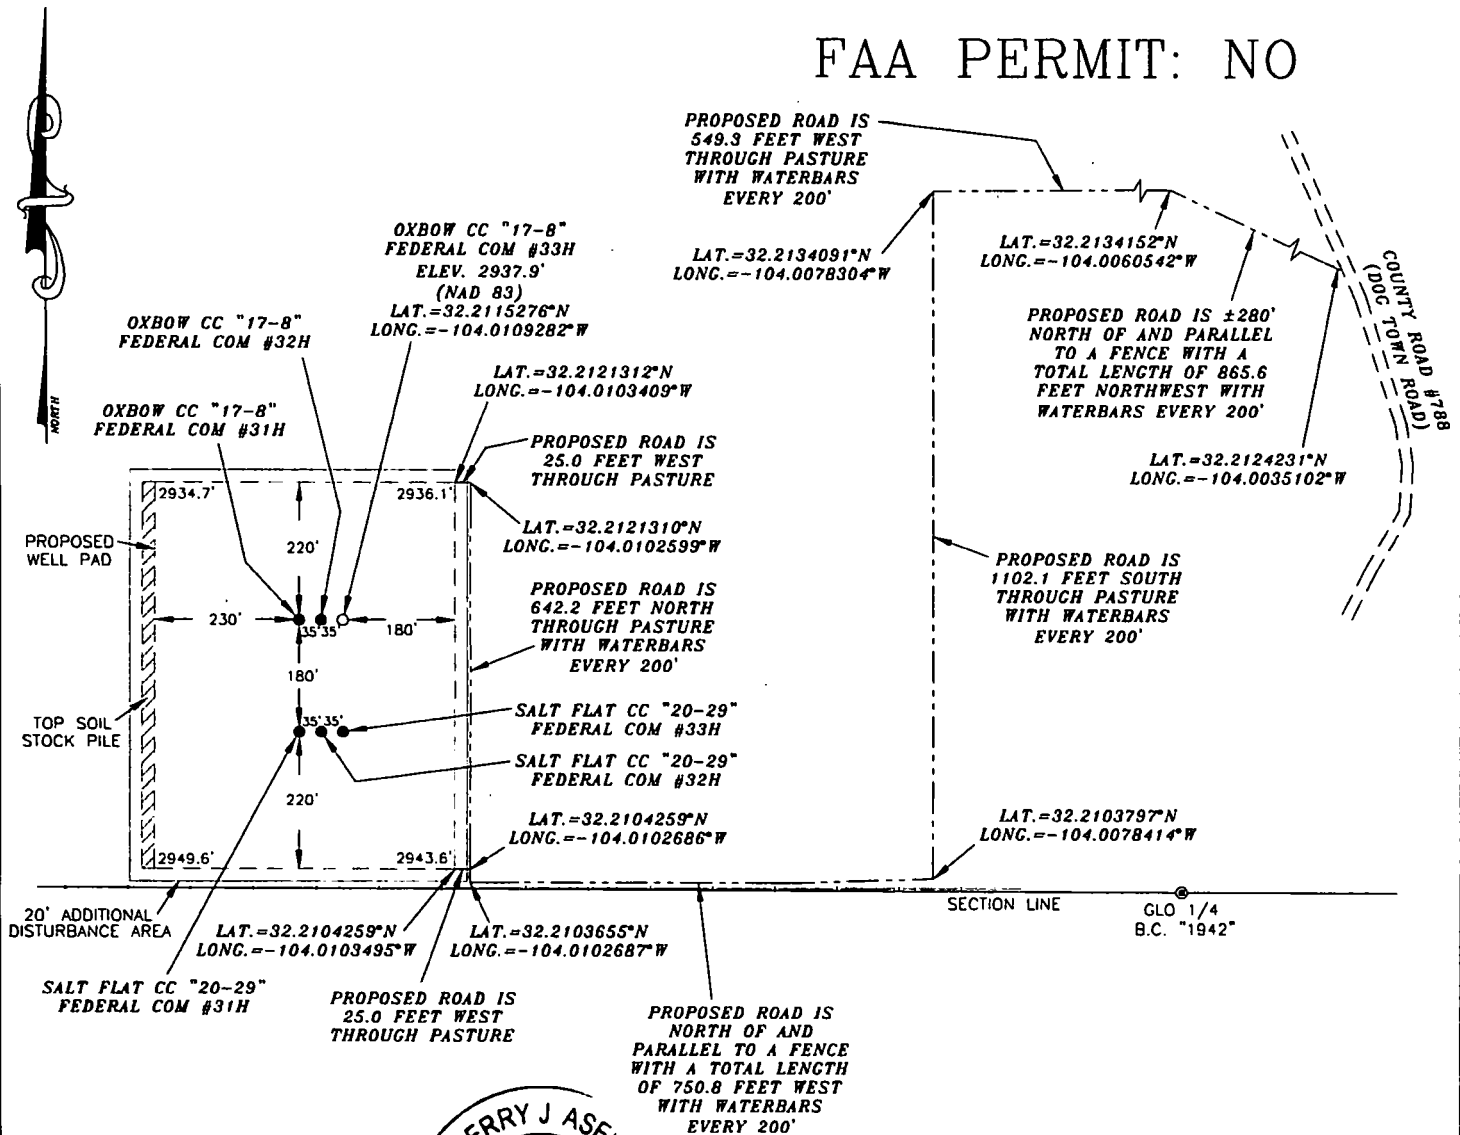 FAA PERMIT: NO
PROPOSED ROAD IS
549.3 FEET WEST
THROUGH PASTURE
WITH WATERBARS
EVERY 200'
OXBOW CC "17-8"
FEDERAL COM #33H
ELEV. 2937.9'
(NAD 83)
LAT.=32.2115276°N
LONG.=-104.0109282°W
LAT.=32.2134091°N
LONG.=-104.0078304°W
LAT.=32.2134152°N
LONG.=-104.0060542°W
COUNTY ROAD #788
(DOG TOWN ROAD)
OXBOW CC "17-8"
FEDERAL COM #32H
PROPOSED ROAD IS ±280'
NORTH OF AND PARALLEL
TO A FENCE WITH A
TOTAL LENGTH OF 865.6
FEET NORTHWEST WITH
WATERBARS EVERY 200'
LAT.=32.2121312°N
LONG.=-104.0103409°W
NORTH
OXBOW CC "17-8"
FEDERAL COM #31H
PROPOSED ROAD IS
25.0 FEET WEST
THROUGH PASTURE
LAT.=32.2124231°N
LONG.=-104.0035102°W
2934.7'
2936.1'
LAT.=32.2121310°N
LONG.=-104.0102599°W
PROPOSED
WELL PAD
220'
PROPOSED ROAD IS
1102.1 FEET SOUTH
THROUGH PASTURE
WITH WATERBARS
EVERY 200'
PROPOSED ROAD IS
642.2 FEET NORTH
THROUGH PASTURE
WITH WATERBARS
EVERY 200'
230'
35'35'
180'
180'
TOP SOIL
STOCK PILE
35'35'
SALT FLAT CC "20-29"
FEDERAL COM #33H
SALT FLAT CC "20-29"
FEDERAL COM #32H
220'
LAT.=32.2104259°N
LONG.=-104.0102686°W
LAT.=32.2103797°N
LONG.=-104.0078414°W
2949.6'
2943.6'
SECTION LINE
GLO 1/4
B.C. "1942"
20' ADDITIONAL
DISTURBANCE AREA
LAT.=32.2104259°N
LONG.=-104.0103495°W
LAT.=32.2103655°N
LONG.=-104.0102687°W
SALT FLAT CC "20-29"
FEDERAL COM #31H
PROPOSED ROAD IS
25.0 FEET WEST
THROUGH PASTURE
PROPOSED ROAD IS
NORTH OF AND
PARALLEL TO A FENCE
WITH A TOTAL LENGTH
OF 750.8 FEET WEST
WITH WATERBARS
EVERY 200'
ERRY J ASE